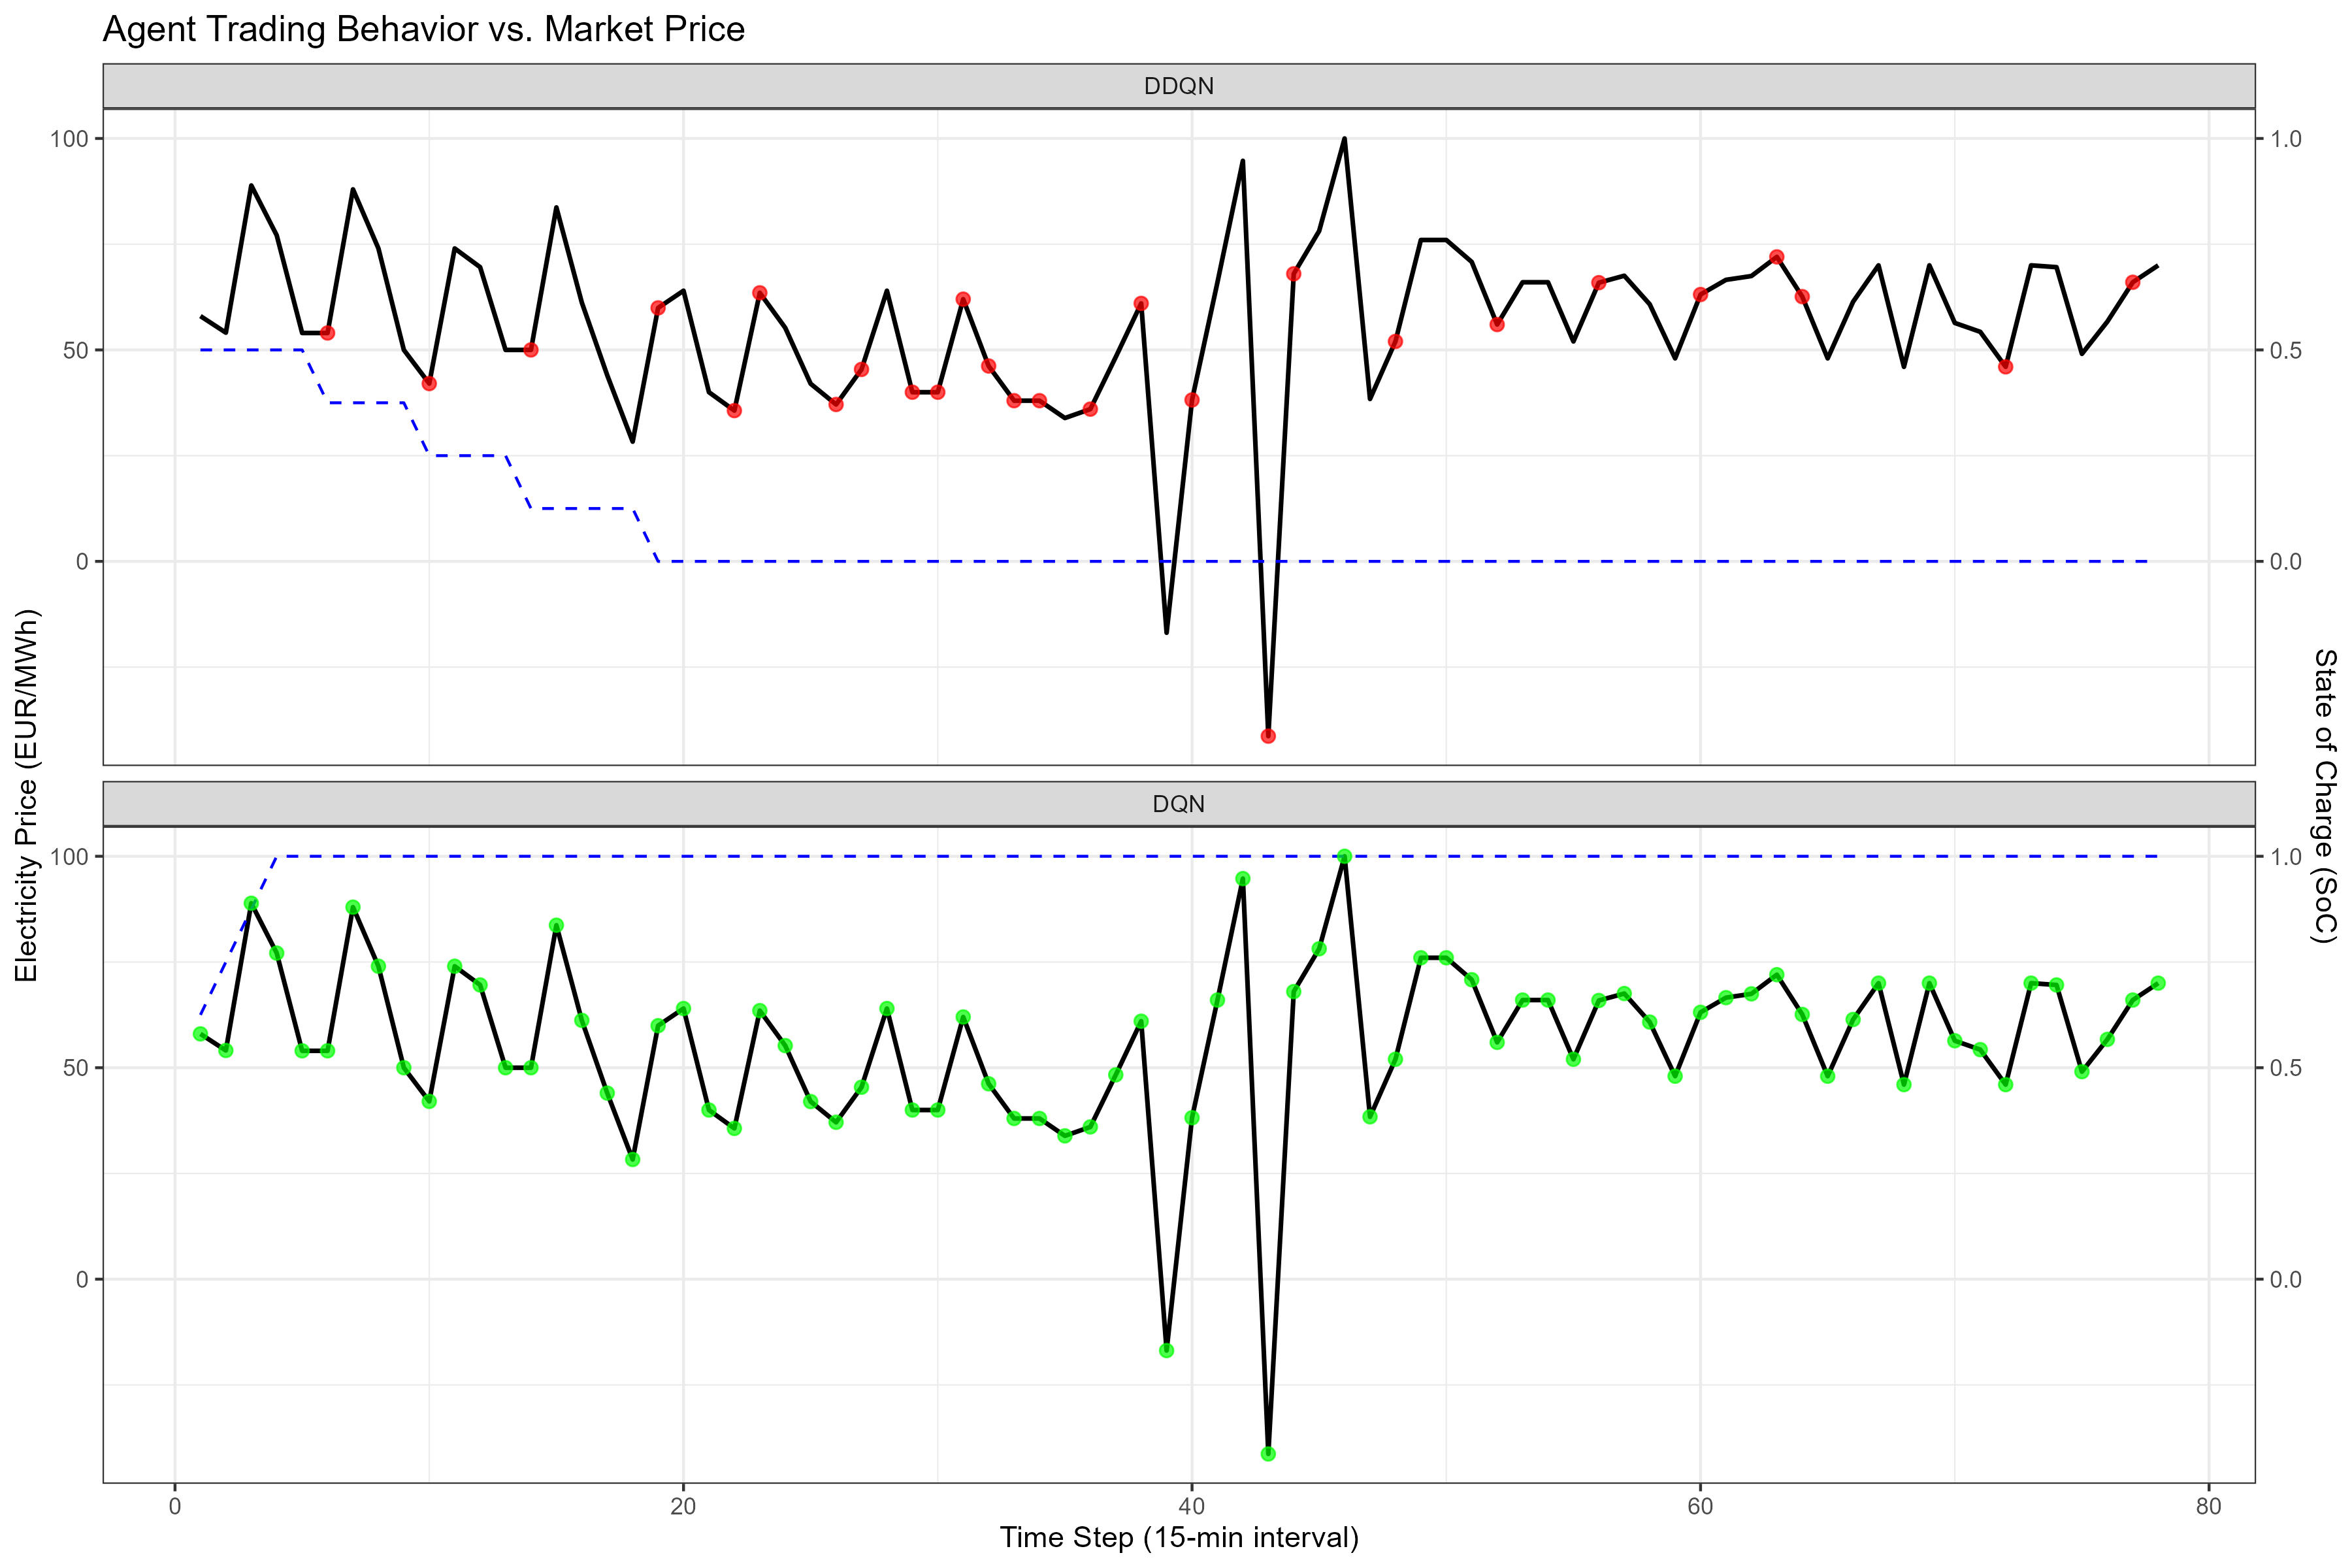 Agent Trading Behavior vs. Market Price
DDQN
100
50
0
1.0
0.5
0.0
DQN
100
50
0
1.0
0.5
0.0
Electricity Price (EUR/MWh)
State of Charge (SoC)
0 20 40 60 80
Time Step (15-min interval)